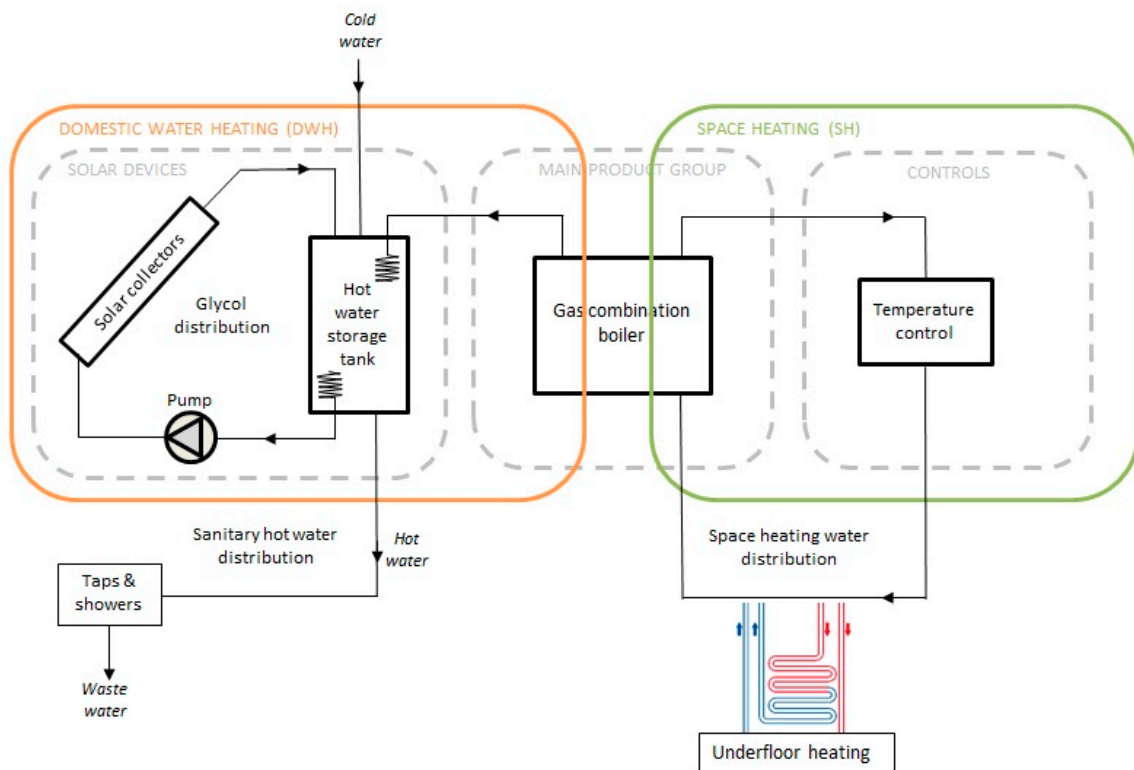 Cold
water
DOMESTIC WATER HEATING (DWH)
SPACE HEATING (SH)
SOLAR DEVICES
MAIN PRODUCT GROUP
CONTROLS
Solar collectors
Glycol
distribution
Hot
water
storage
tank
Gas combination
boiler
Temperature
control
Pump
Sanitary hot water
distribution
Hot
water
Space heating water
distribution
Taps &
showers
Waste
water
Underfloor heating